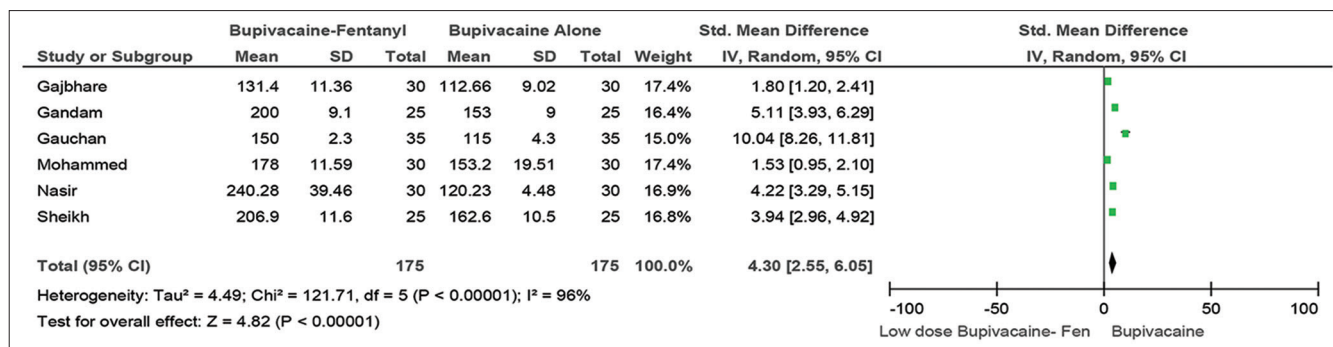 Bupivacaine-Fentanyl Bupivacaine Alone Std. Mean Difference Std. Mean Difference
Study or Subgroup Mean SD Total Mean SD Total Weight IV, Random, 95% CI IV, Random, 95% CI
Gajbhare 131.4 11.36 30 112.66 9.02 30 17.4% 1.80 [1.20, 2.41]
Gandam 200 9.1 25 153 9 25 16.4% 5.11 [3.93, 6.29]
Gauchan 150 2.3 35 115 4.3 35 15.0% 10.04 [8.26, 11.81]
Mohammed 178 11.59 30 153.2 19.51 30 17.4% 1.53 [0.95, 2.10]
Nasir 240.28 39.46 30 120.23 4.48 30 16.9% 4.22 [3.29, 5.15]
Sheikh 206.9 11.6 25 162.6 10.5 25 16.8% 3.94 [2.96, 4.92]
Total (95% CI) 175 175 100.0% 4.30 [2.55, 6.05]
Heterogeneity: Tau² = 4.49; Chi² = 121.71, df = 5 (P < 0.00001); I² = 96%
Test for overall effect: Z = 4.82 (P < 0.00001)
-100 -50 0 50 100
Low dose Bupivacaine- Fen Bupivacaine